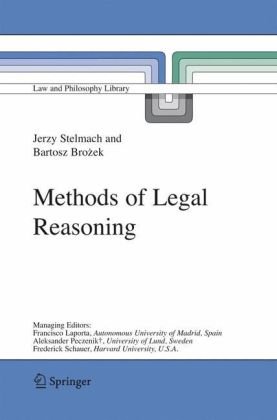 Law and Philosophy Library
Jerzy Stelmach and
Bartosz Brożek
Methods of Legal
Reasoning
Managing Editors:
Francisco Laporta, Autonomous University of Madrid, Spain
Aleksander Peczenik†, University of Lund, Sweden
Frederick Schauer, Harvard University, U.S.A.
Springer